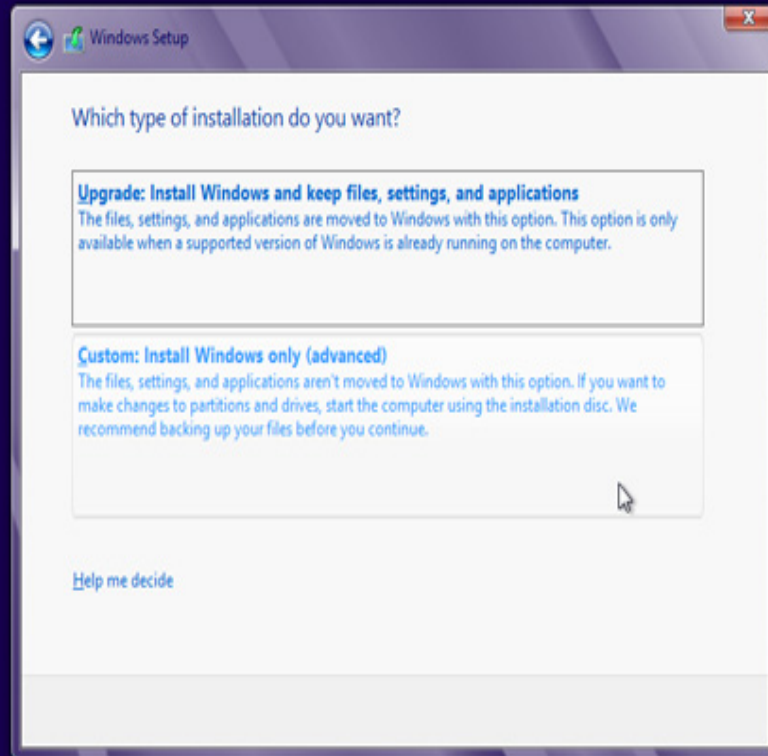 Windows Setup
x
Which type of installation do you want?
Upgrade: Install Windows and keep files, settings, and applications
The files, settings, and applications are moved to Windows with this option. This option is only
available when a supported version of Windows is already running on the computer.
Custom: Install Windows only (advanced)
The files, settings, and applications aren't moved to Windows with this option. If you want to
make changes to partitions and drives, start the computer using the installation disc. We
recommend backing up your files before you continue.
Help me decide